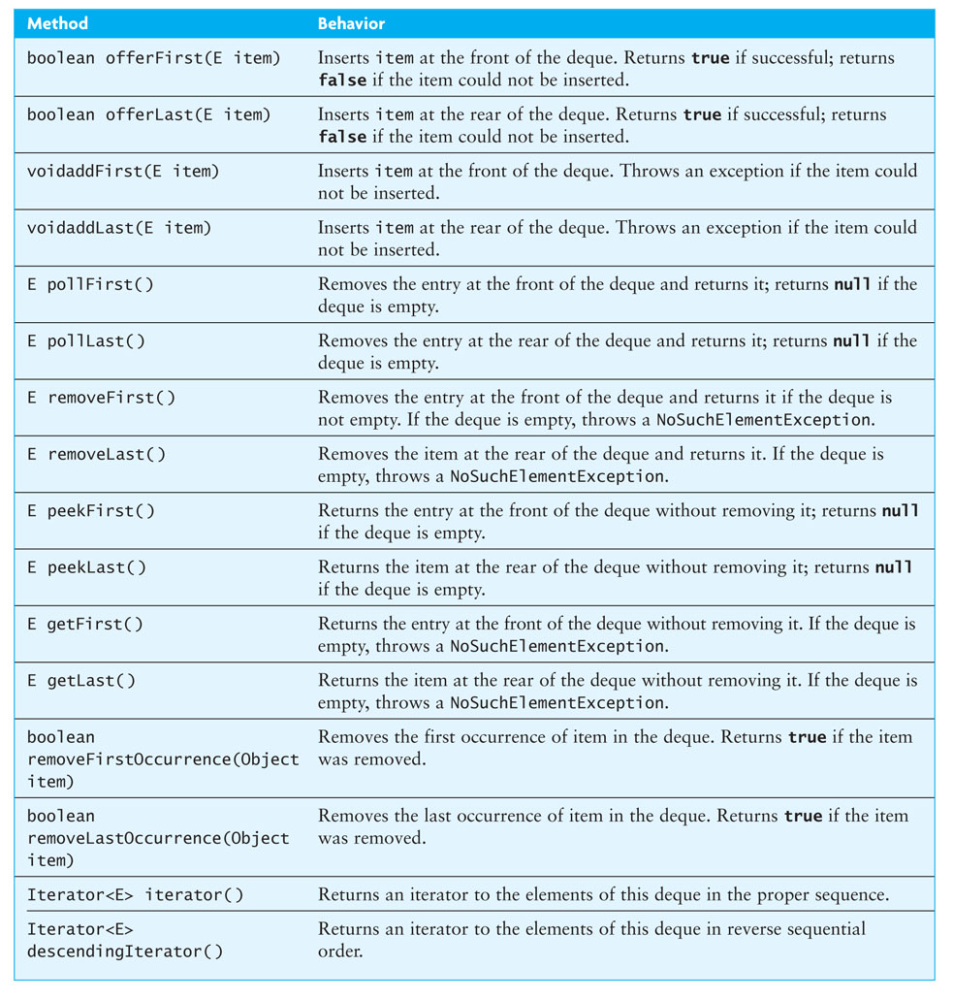 Method Behavior
boolean offerFirst(E item) Inserts item at the front of the deque. Returns true if successful; returns
false if the item could not be inserted.
boolean offerLast(E item) Inserts item at the rear of the deque. Returns true if successful; returns
false if the item could not be inserted.
voidaddFirst(E item) Inserts item at the front of the deque. Throws an exception if the item could
not be inserted.
voidaddLast(E item) Inserts item at the rear of the deque. Throws an exception if the item could
not be inserted.
E pollFirst() Removes the entry at the front of the deque and returns it; returns null if the
deque is empty.
E pollLast() Removes the entry at the rear of the deque and returns it; returns null if the
deque is empty.
E removeFirst() Removes the entry at the front of the deque and returns it if the deque is
not empty. If the deque is empty, throws a NoSuchElementException.
E removeLast() Removes the item at the rear of the deque and returns it. If the deque is
empty, throws a NoSuchElementException.
E peekFirst() Returns the entry at the front of the deque without removing it; returns null
if the deque is empty.
E peekLast() Returns the item at the rear of the deque without removing it; returns null
if the deque is empty.
E getFirst() Returns the entry at the front of the deque without removing it. If the deque is
empty, throws a NoSuchElementException.
E getLast() Returns the item at the rear of the deque without removing it. If the deque is
empty, throws a NoSuchElementException.
boolean Removes the first occurrence of item in the deque. Returns true if the item
removeFirstOccurrence(Object was removed.
item)
boolean Removes the last occurrence of item in the deque. Returns true if the item
removeLastOccurrence(Object was removed.
item)
Iterator<E> iterator() Returns an iterator to the elements of this deque in the proper sequence.
Iterator<E> Returns an iterator to the elements of this deque in reverse sequential
descendingIterator() order.